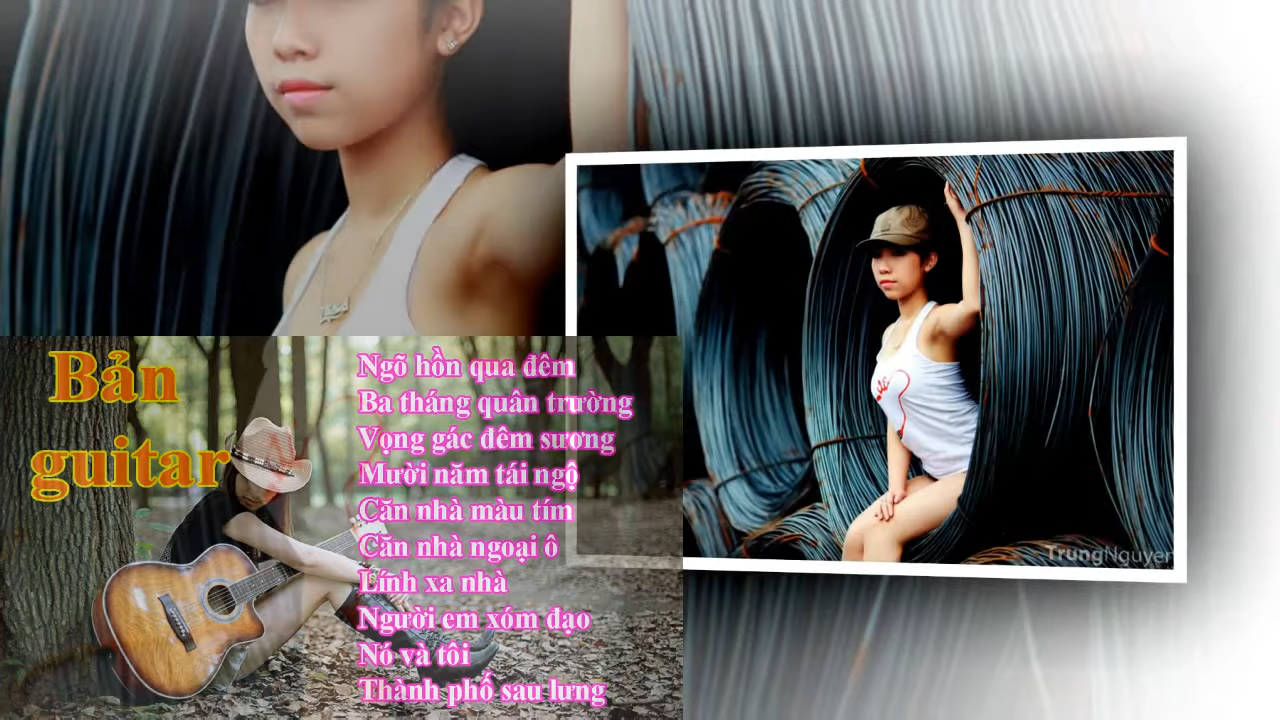 Bản
guitar
Ngõ hồn qua đêm
Ba tháng quân trường
Vọng gác đêm sương
Mười năm tái ngộ
Căn nhà màu tím
Căn nhà ngoại ô
Lính xa nhà
Người em xóm đạo
Nó và tôi
Thành phố sau lưng
TrungNguyen